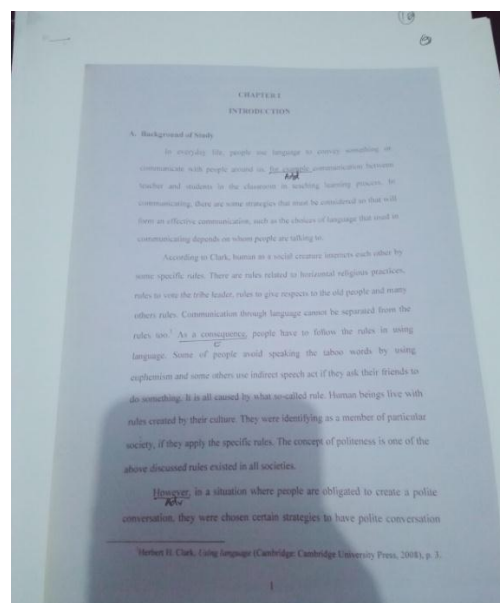 CHAPTER I
INTRODUCTION
A. Background of Study
In everyday life, people use language to convey something or
communicate with people around us, for example communication between
Add
teacher and students in the classroom in teaching learning process. In
communicating, there are some strategies that must be considered so that will
form an effective communication, such as the choices of language that used in
communicating depends on whom people are talking to.
According to Clark, human as a social creature interacts each other by
some specific rules. There are rules related to horizontal religious practices,
rules to vote the tribe leader, rules to give respects to the old people and many
others rules. Communication through language cannot be separated from the
rules too.1 As a consequence, people have to follow the rules in using
language. Some of people avoid speaking the taboo words by using
euphemism and some others use indirect speech act if they ask their friends to
do something. It is all caused by what so-called rule. Human beings live with
rules created by their culture. They were identifying as a member of particular
society, if they apply the specific rules. The concept of politeness is one of the
above discussed rules existed in all societies.
However, in a situation where people are obligated to create a polite
Adv
conversation, they were chosen certain strategies to have polite conversation
1Herbert H. Clark, Using language (Cambridge: Cambridge University Press, 2008), p. 3.
1